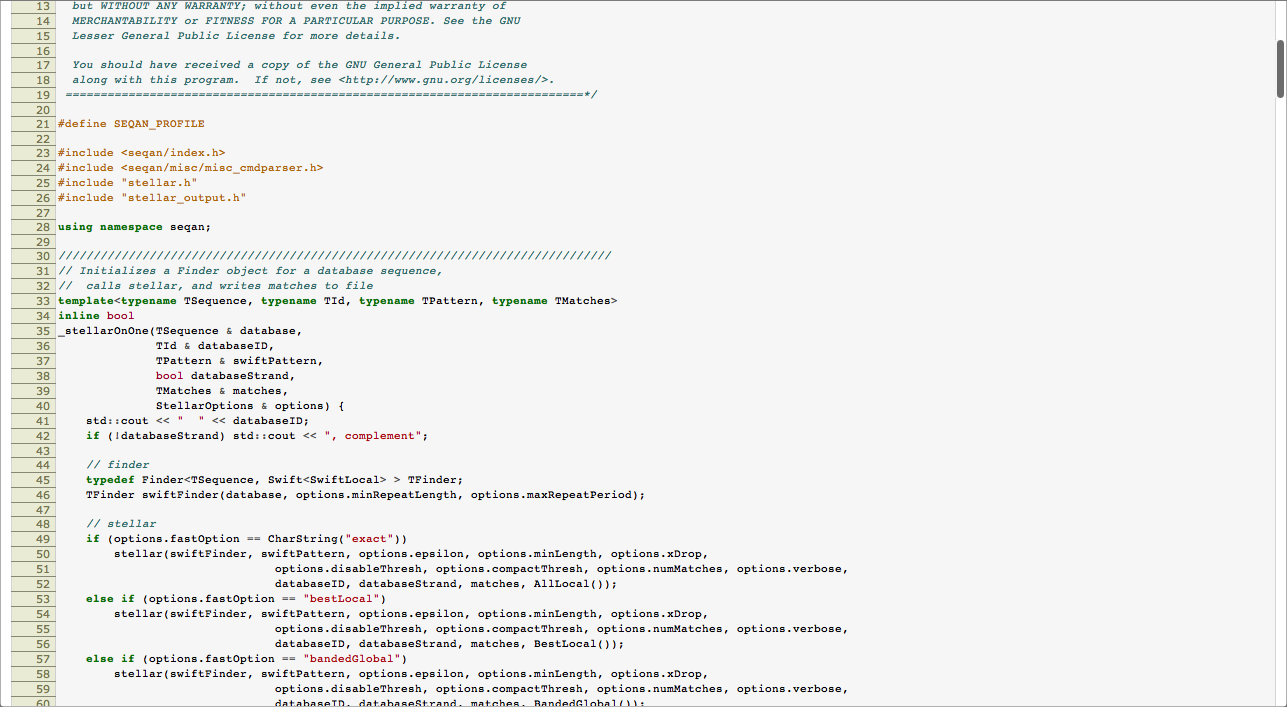 13 but WITHOUT ANY WARRANTY; without even the implied warranty of
14 MERCHANTABILITY or FITNESS FOR A PARTICULAR PURPOSE. See the GNU
15 Lesser General Public License for more details.
16
17 You should have received a copy of the GNU General Public License
18 along with this program.  If not, see <http://www.gnu.org/licenses/>.
19 ==========================================================================*/
20
21 #define SEQAN_PROFILE
22
23 #include <seqan/index.h>
24 #include <seqan/misc/misc_cmdparser.h>
25 #include "stellar.h"
26 #include "stellar_output.h"
27
28 using namespace seqan;
29
30 ///////////////////////////////////////////////////////////////////////////////
31 // Initializes a Finder object for a database sequence,
32 //  calls stellar, and writes matches to file
33 template<typename TSequence, typename TId, typename TPattern, typename TMatches>
34 inline bool
35 _stellarOnOne(TSequence & database,
36               TId & databaseID,
37               TPattern & swiftPattern,
38               bool databaseStrand,
39               TMatches & matches,
40               StellarOptions & options) {
41     std::cout << "  " << databaseID;
42     if (!databaseStrand) std::cout << ", complement";
43
44     // finder
45     typedef Finder<TSequence, Swift<SwiftLocal> > TFinder;
46     TFinder swiftFinder(database, options.minRepeatLength, options.maxRepeatPeriod);
47
48     // stellar
49     if (options.fastOption == CharString("exact"))
50         stellar(swiftFinder, swiftPattern, options.epsilon, options.minLength, options.xDrop,
51                                options.disableThresh, options.compactThresh, options.numMatches, options.verbose,
52                                databaseID, databaseStrand, matches, AllLocal());
53     else if (options.fastOption == "bestLocal")
54         stellar(swiftFinder, swiftPattern, options.epsilon, options.minLength, options.xDrop,
55                                options.disableThresh, options.compactThresh, options.numMatches, options.verbose,
56                                databaseID, databaseStrand, matches, BestLocal());
57     else if (options.fastOption == "bandedGlobal")
58         stellar(swiftFinder, swiftPattern, options.epsilon, options.minLength, options.xDrop,
59                                options.disableThresh, options.compactThresh, options.numMatches, options.verbose,
60                                databaseID, databaseStrand, matches, BandedGlobal());